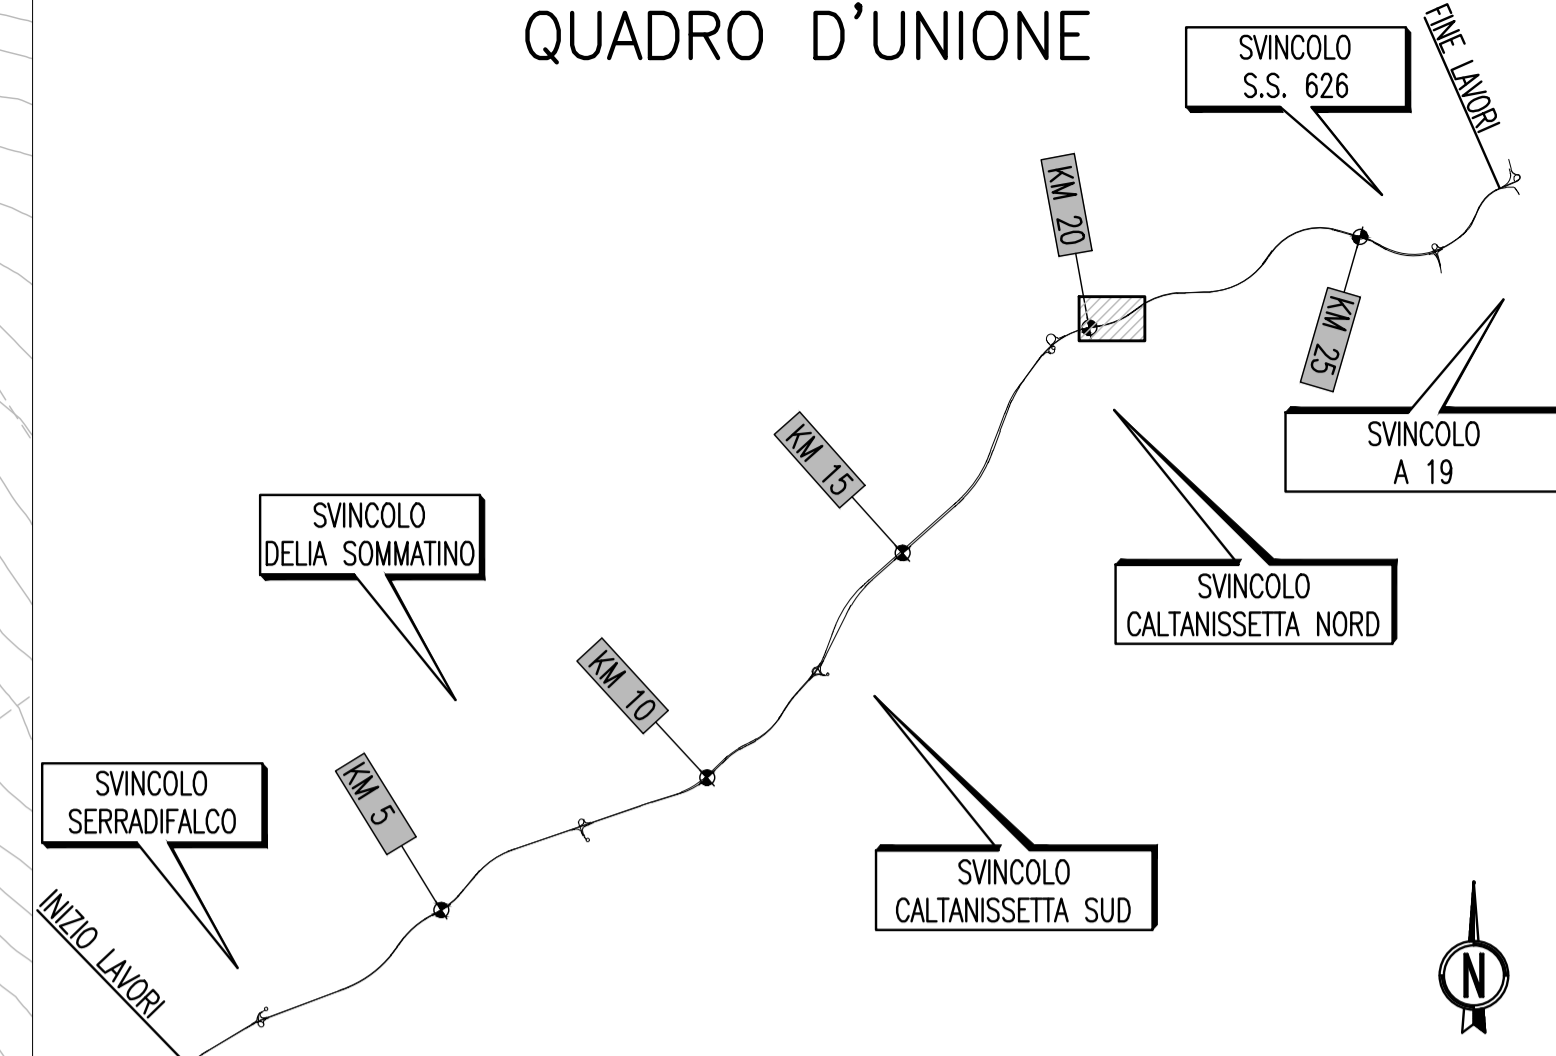 QUADRO D'UNIONE
SVINCOLO
S.S. 626
FINE LAVORI
KM 20
KM 25
SVINCOLO
A 19
KM 15
SVINCOLO
DELIA SOMMATINO
SVINCOLO
CALTANISSETTA NORD
KM 10
SVINCOLO
SERRADIFALCO
KM 5
SVINCOLO
CALTANISSETTA SUD
INIZIO LAVORI
N